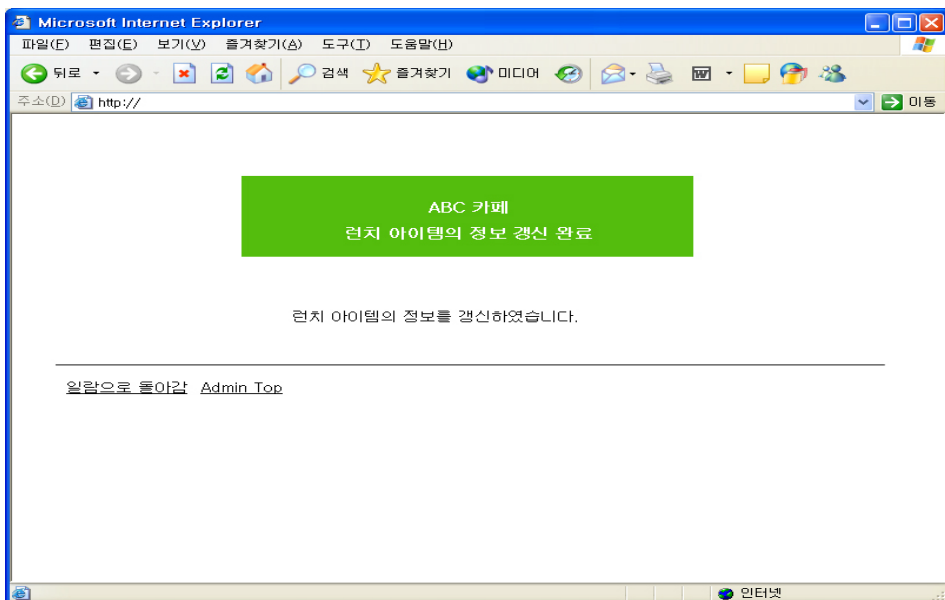 Microsoft Internet Explorer
파일(F) 편집(E) 보기(V) 즐겨찾기(A) 도구(T) 도움말(H)
뒤로 검색 즐겨찾기 미디어
주소(D) http:// 이동
ABC 카페
런치 아이템의 정보 갱신 완료
런치 아이템의 정보를 갱신하였습니다.
일람으로 돌아감 Admin Top
인터넷